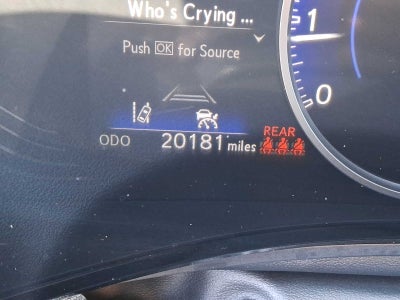 Who's Crying ...
1
Push OK for Source
0
REAR
ODO 20181 miles